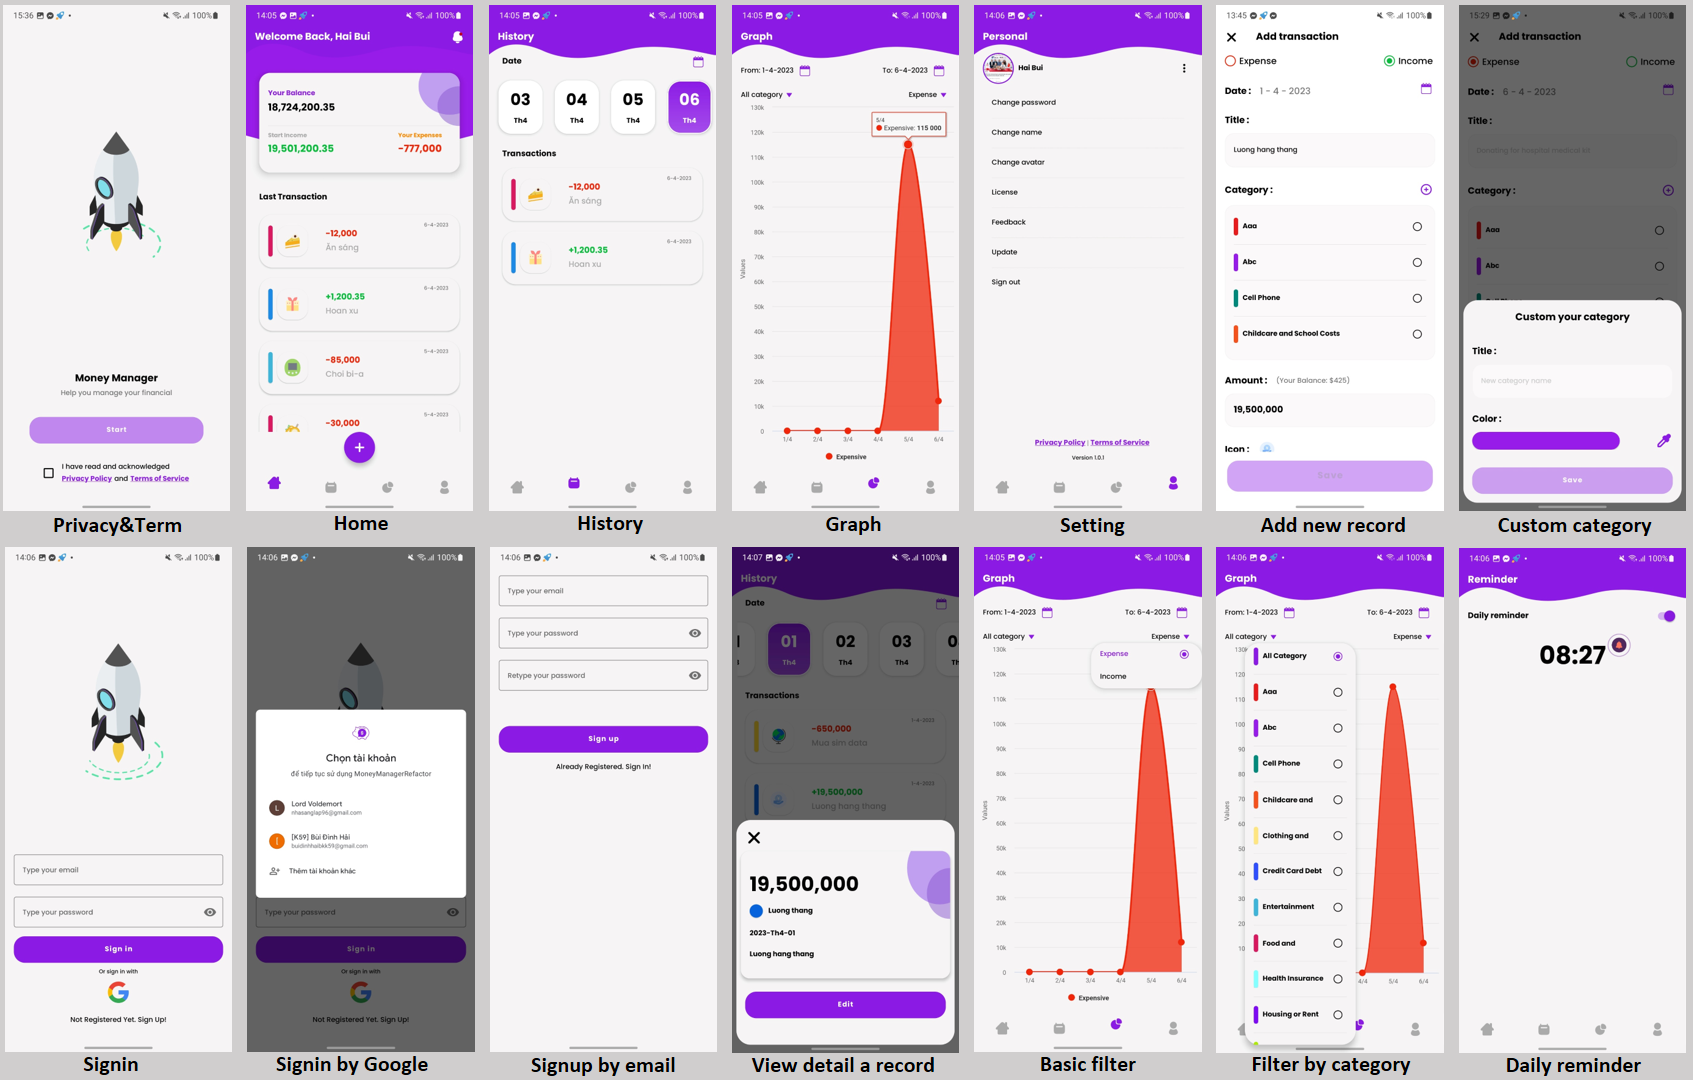 15:36
100%
Money Manager
Help you manage your financial
Start
I have read and acknowledged
Privacy Policy and Terms of Service
Privacy&Term
14:05
100%
Welcome Back, Hai Bui
Your Balance
18,724,200.35
Start Income
Your Expenses
19,501,200.35
-777,000
Last Transaction
6-4-2023
-12,000
Ăn sáng
6-4-2023
+1,200.35
Hoan xu
5-4-2023
-85,000
Choi bi-a
5-4-2023
-30,000
+
Home
14:05
100%
History
Date
03 04 05 06
Th4 Th4 Th4 Th4
Transactions
6-4-2023
-12,000
Ăn sáng
6-4-2023
+1,200.35
Hoan xu
History
14:05
100%
Graph
From: 1-4-2023
To: 6-4-2023
All category
Expense
130k
120k
110k
100k
90k
80k
70k
60k
50k
40k
30k
20k
10k
0
Values
5/4
Expensive: 115 000
1/4 2/4 3/4 4/4 5/4 6/4
Expensive
Graph
14:06
100%
Personal
Hai Bui
Change password
Change name
Change avatar
License
Feedback
Update
Sign out
Privacy Policy | Terms of Service
Version 1.0.1
Setting
13:45
100%
Add transaction
Expense
Income
Date : 1 - 4 - 2023
Title :
Luong hang thang
Category :
Aaa
Abc
Cell Phone
Childcare and School Costs
Amount : (Your Balance: $425)
19,500,000
Icon :
Save
Add new record
15:29
100%
Add transaction
Expense
Income
Date : 6 - 4 - 2023
Title :
Donoring for hospital medical kit
Category :
Aaa
Abc
Custom your category
Title :
New category name
Color :
Save
Custom category
14:06
100%
Type your email
Type your password
Sign in
Or sign in with
Not Registered Yet. Sign Up!
Signin
14:06
100%
Chọn tài khoản
để tiếp tục sử dụng MoneyManagerRefactor
L
Lord Voldemort
nhasanglap96@gmail.com
[
[K59] Bùi Đình Hải
buidinhhaibkk59@gmail.com
Thêm tài khoản khác
Type your password
Sign in
Or sign in with
Not Registered Yet. Sign Up!
Signin by Google
14:06
100%
Type your email
Type your password
Retype your password
Sign up
Already Registered. Sign In!
Signup by email
14:07
100%
History
Date
01 02 03
Th4 Th4 Th4
Transactions
1-4-2023
-550,000
Mua sim data
1-4-2023
+19,500,000
Luong hang thang
19,500,000
Luong thang
2023-Th4-01
Luong hang thang
Edit
View detail a record
14:05
100%
Graph
From: 1-4-2023
To: 6-4-2023
All category
Expense
Expense
Income
130k
120k
110k
100k
90k
80k
70k
60k
50k
40k
30k
20k
10k
0
Values
1/4 2/4 3/4 4/4 5/4 6/4
Expensive
Basic filter
14:06
100%
Graph
From: 1-4-2023
To: 6-4-2023
All category
Expense
All Category
Aaa
Abc
Cell Phone
Childcare and
Clothing and
Credit Card Debt
Entertainment
Food and
Health Insurance
Housing or Rent
Values
4/4 5/4 6/4
Filter by category
14:06
100%
Reminder
Daily reminder
08:27
Daily reminder